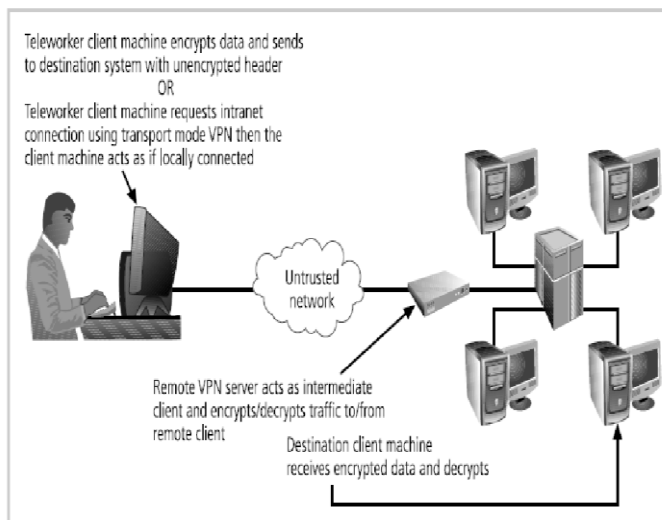 Teleworker client machine encrypts data and sends
to destination system with unencrypted header
OR
Teleworker client machine requests intranet
connection using transport mode VPN then the
client machine acts as if locally connected
Untrusted
network
Remote VPN server acts as intermediate
client and encrypts/decrypts traffic to/from
remote client
Destination client machine
receives encrypted data and decrypts